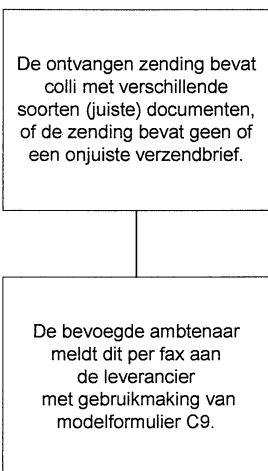 De ontvangen zending bevat
colli met verschillende
soorten (juiste) documenten,
of de zending bevat geen of
een onjuiste verzendbrief.
De bevoegde ambtenaar
meldt dit per fax aan
de leverancier
met gebruikmaking van
modelformulier C9.